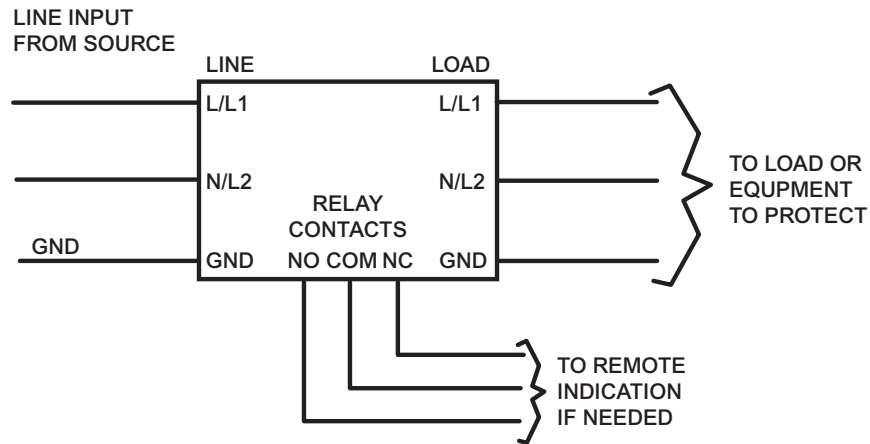 LINE INPUT
FROM SOURCE
LINE
LOAD
L/L1
L/L1
N/L2
N/L2
TO LOAD OR
EQUPMENT
TO PROTECT
RELAY
CONTACTS
GND
GND
NO COM NC
GND
TO REMOTE
INDICATION
IF NEEDED